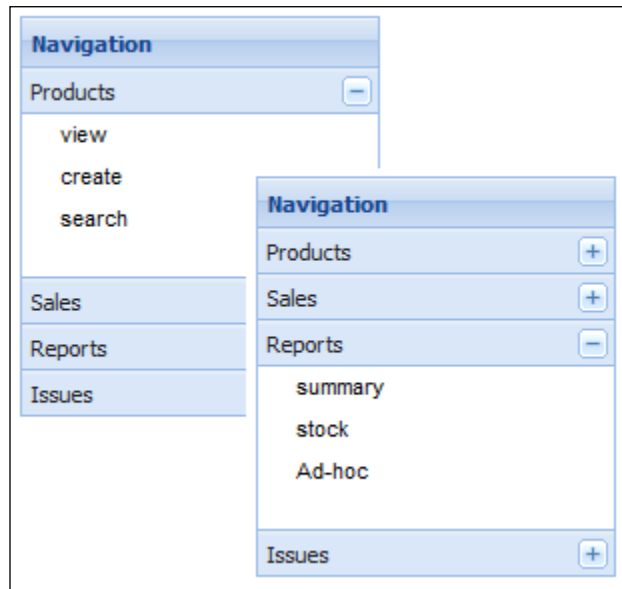 Navigation
Products
view
create
search
Sales
Reports
Issues
Navigation
Products
Sales
Reports
summary
stock
Ad-hoc
Issues